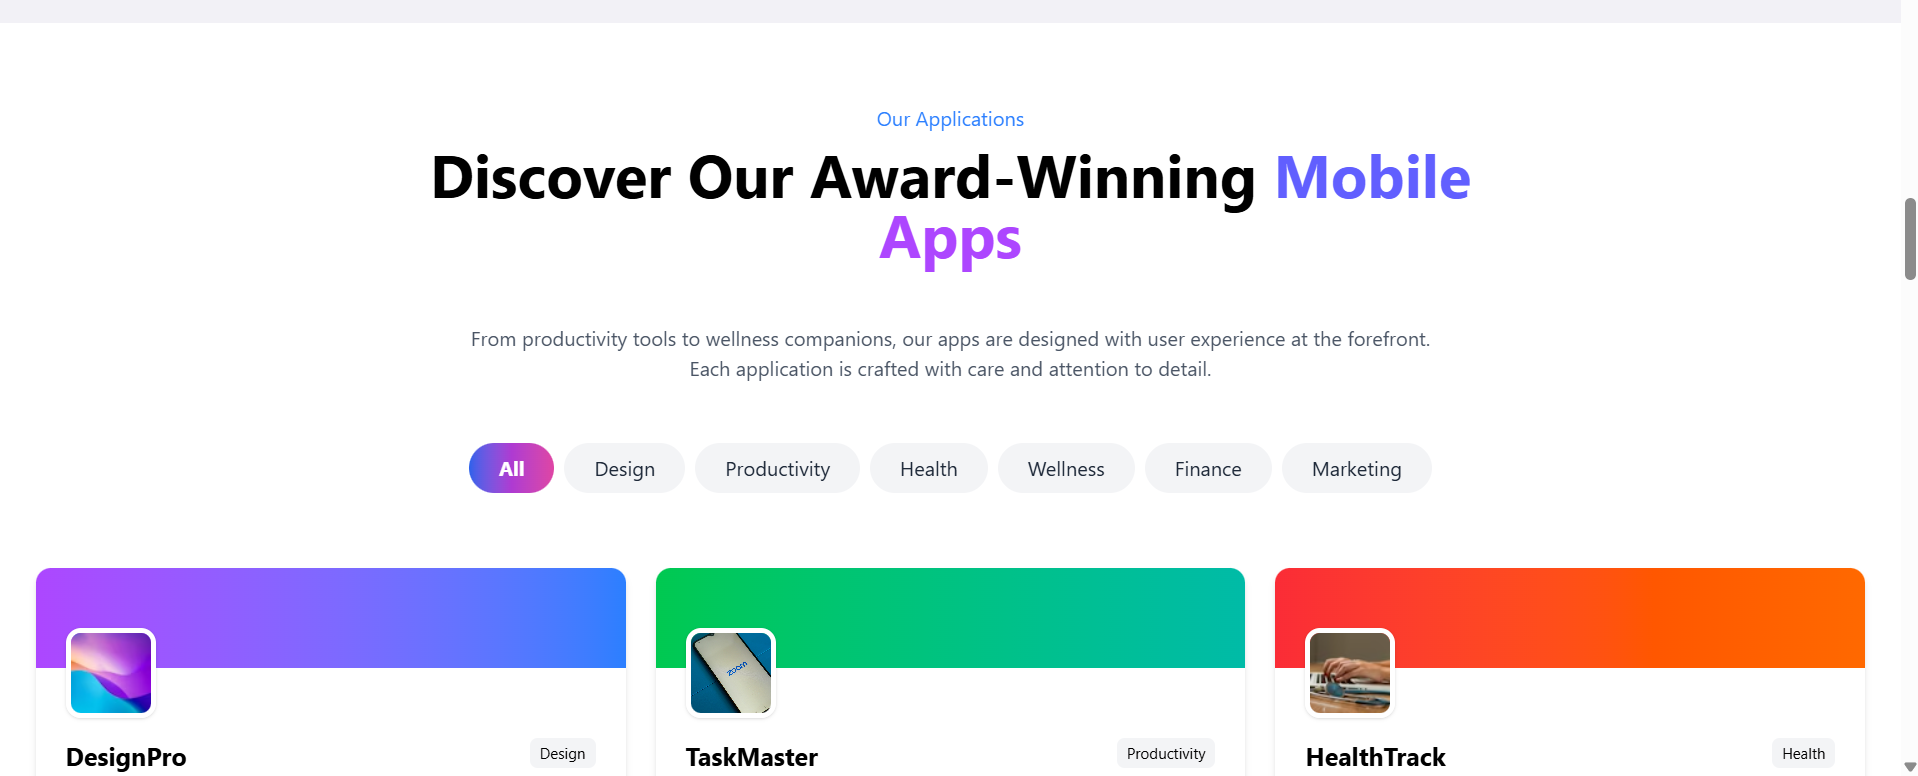 Our Applications
Discover Our Award-Winning Mobile
Apps
From productivity tools to wellness companions, our apps are designed with user experience at the forefront.
Each application is crafted with care and attention to detail.
All
Design
Productivity
Health
Wellness
Finance
Marketing
zoom
DesignPro
Design
TaskMaster
Productivity
HealthTrack
Health